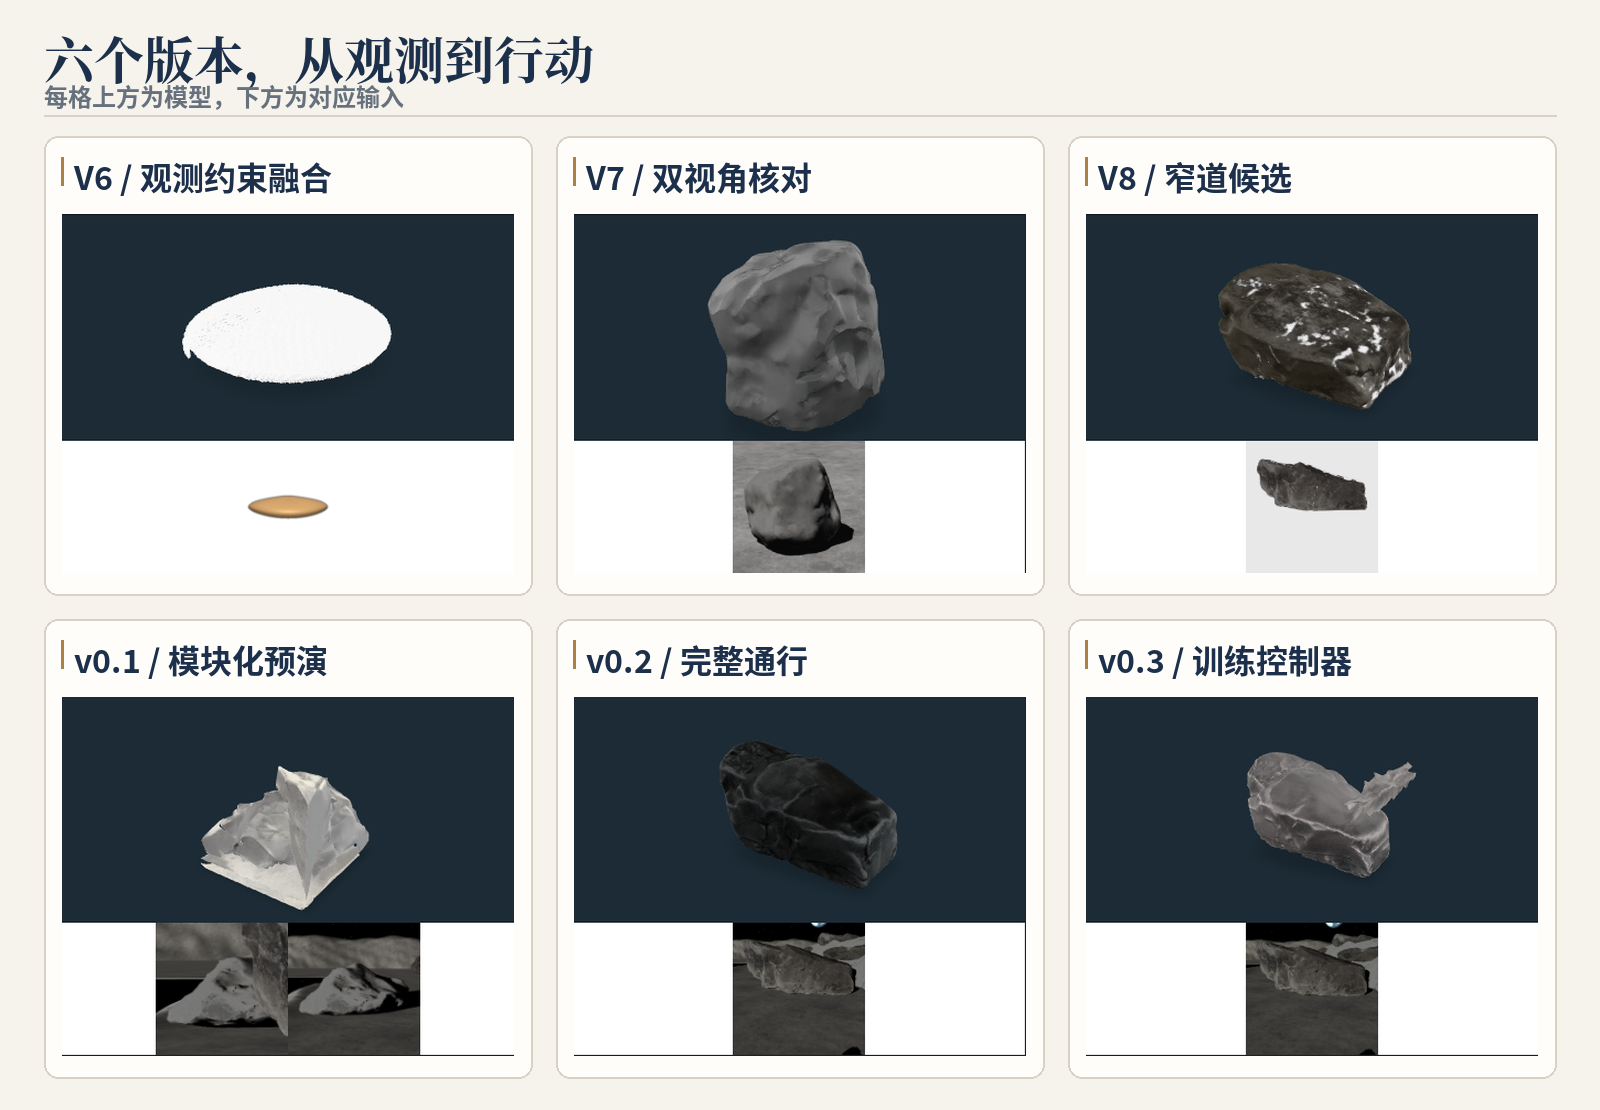 六个版本，从观测到行动
每格上方为模型，下方为对应输入
V6 / 观测约束融合
V7 / 双视角核对
V8 / 窄道候选
v0.1 / 模块化预演
v0.2 / 完整通行
v0.3 / 训练控制器